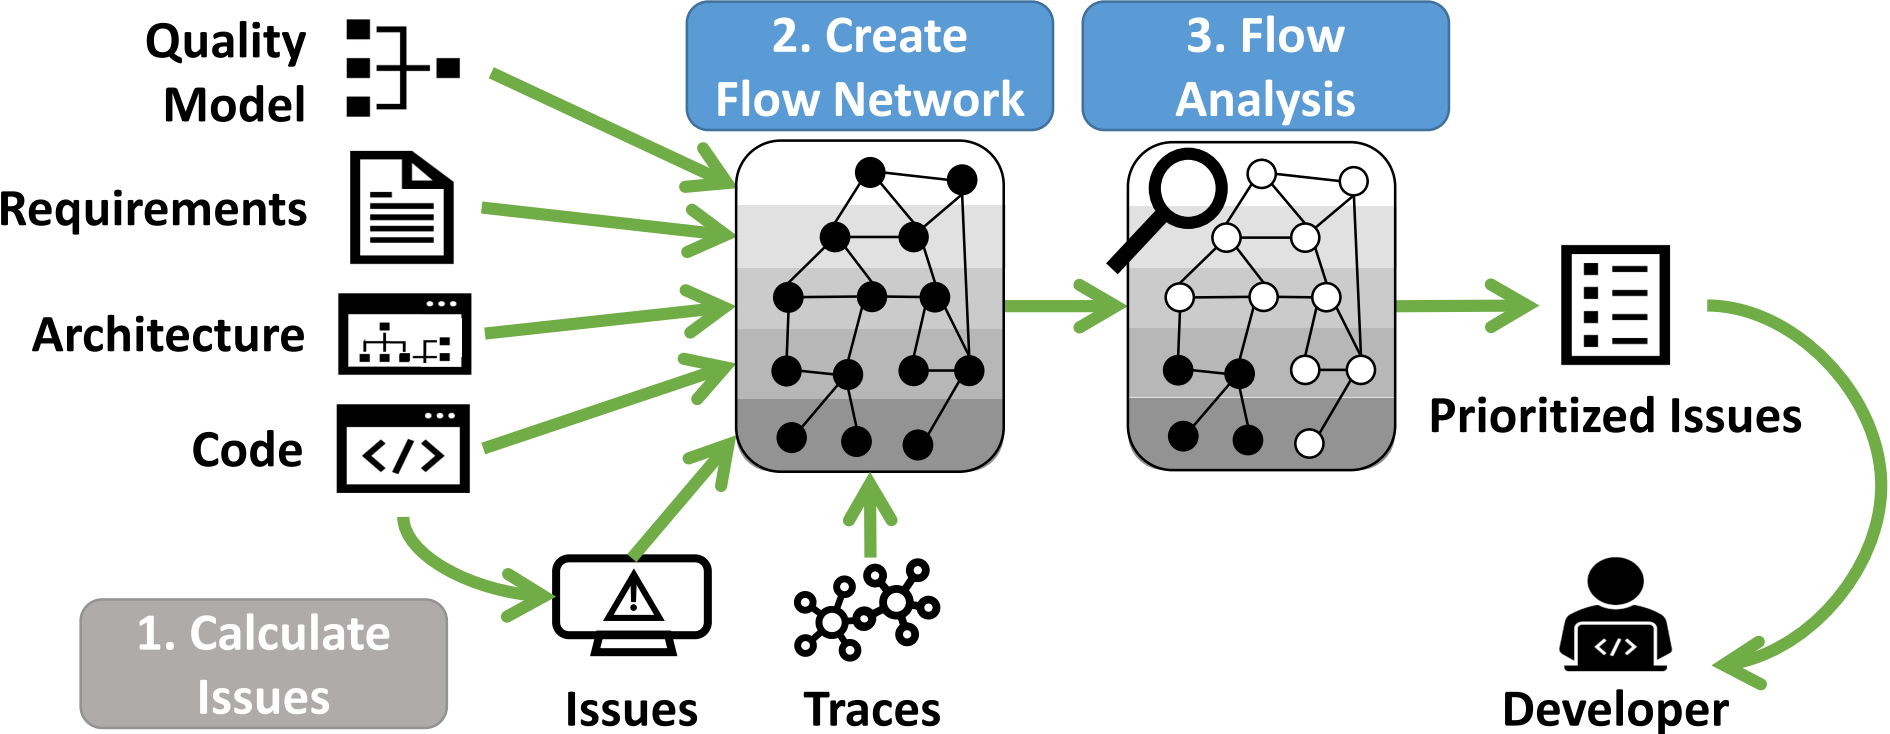 Quality
Model
Requirements
Architecture
Code
</>
1. Calculate
Issues
Issues
Traces
2. Create
Flow Network
3. Flow
Analysis
Prioritized Issues
</>
Developer